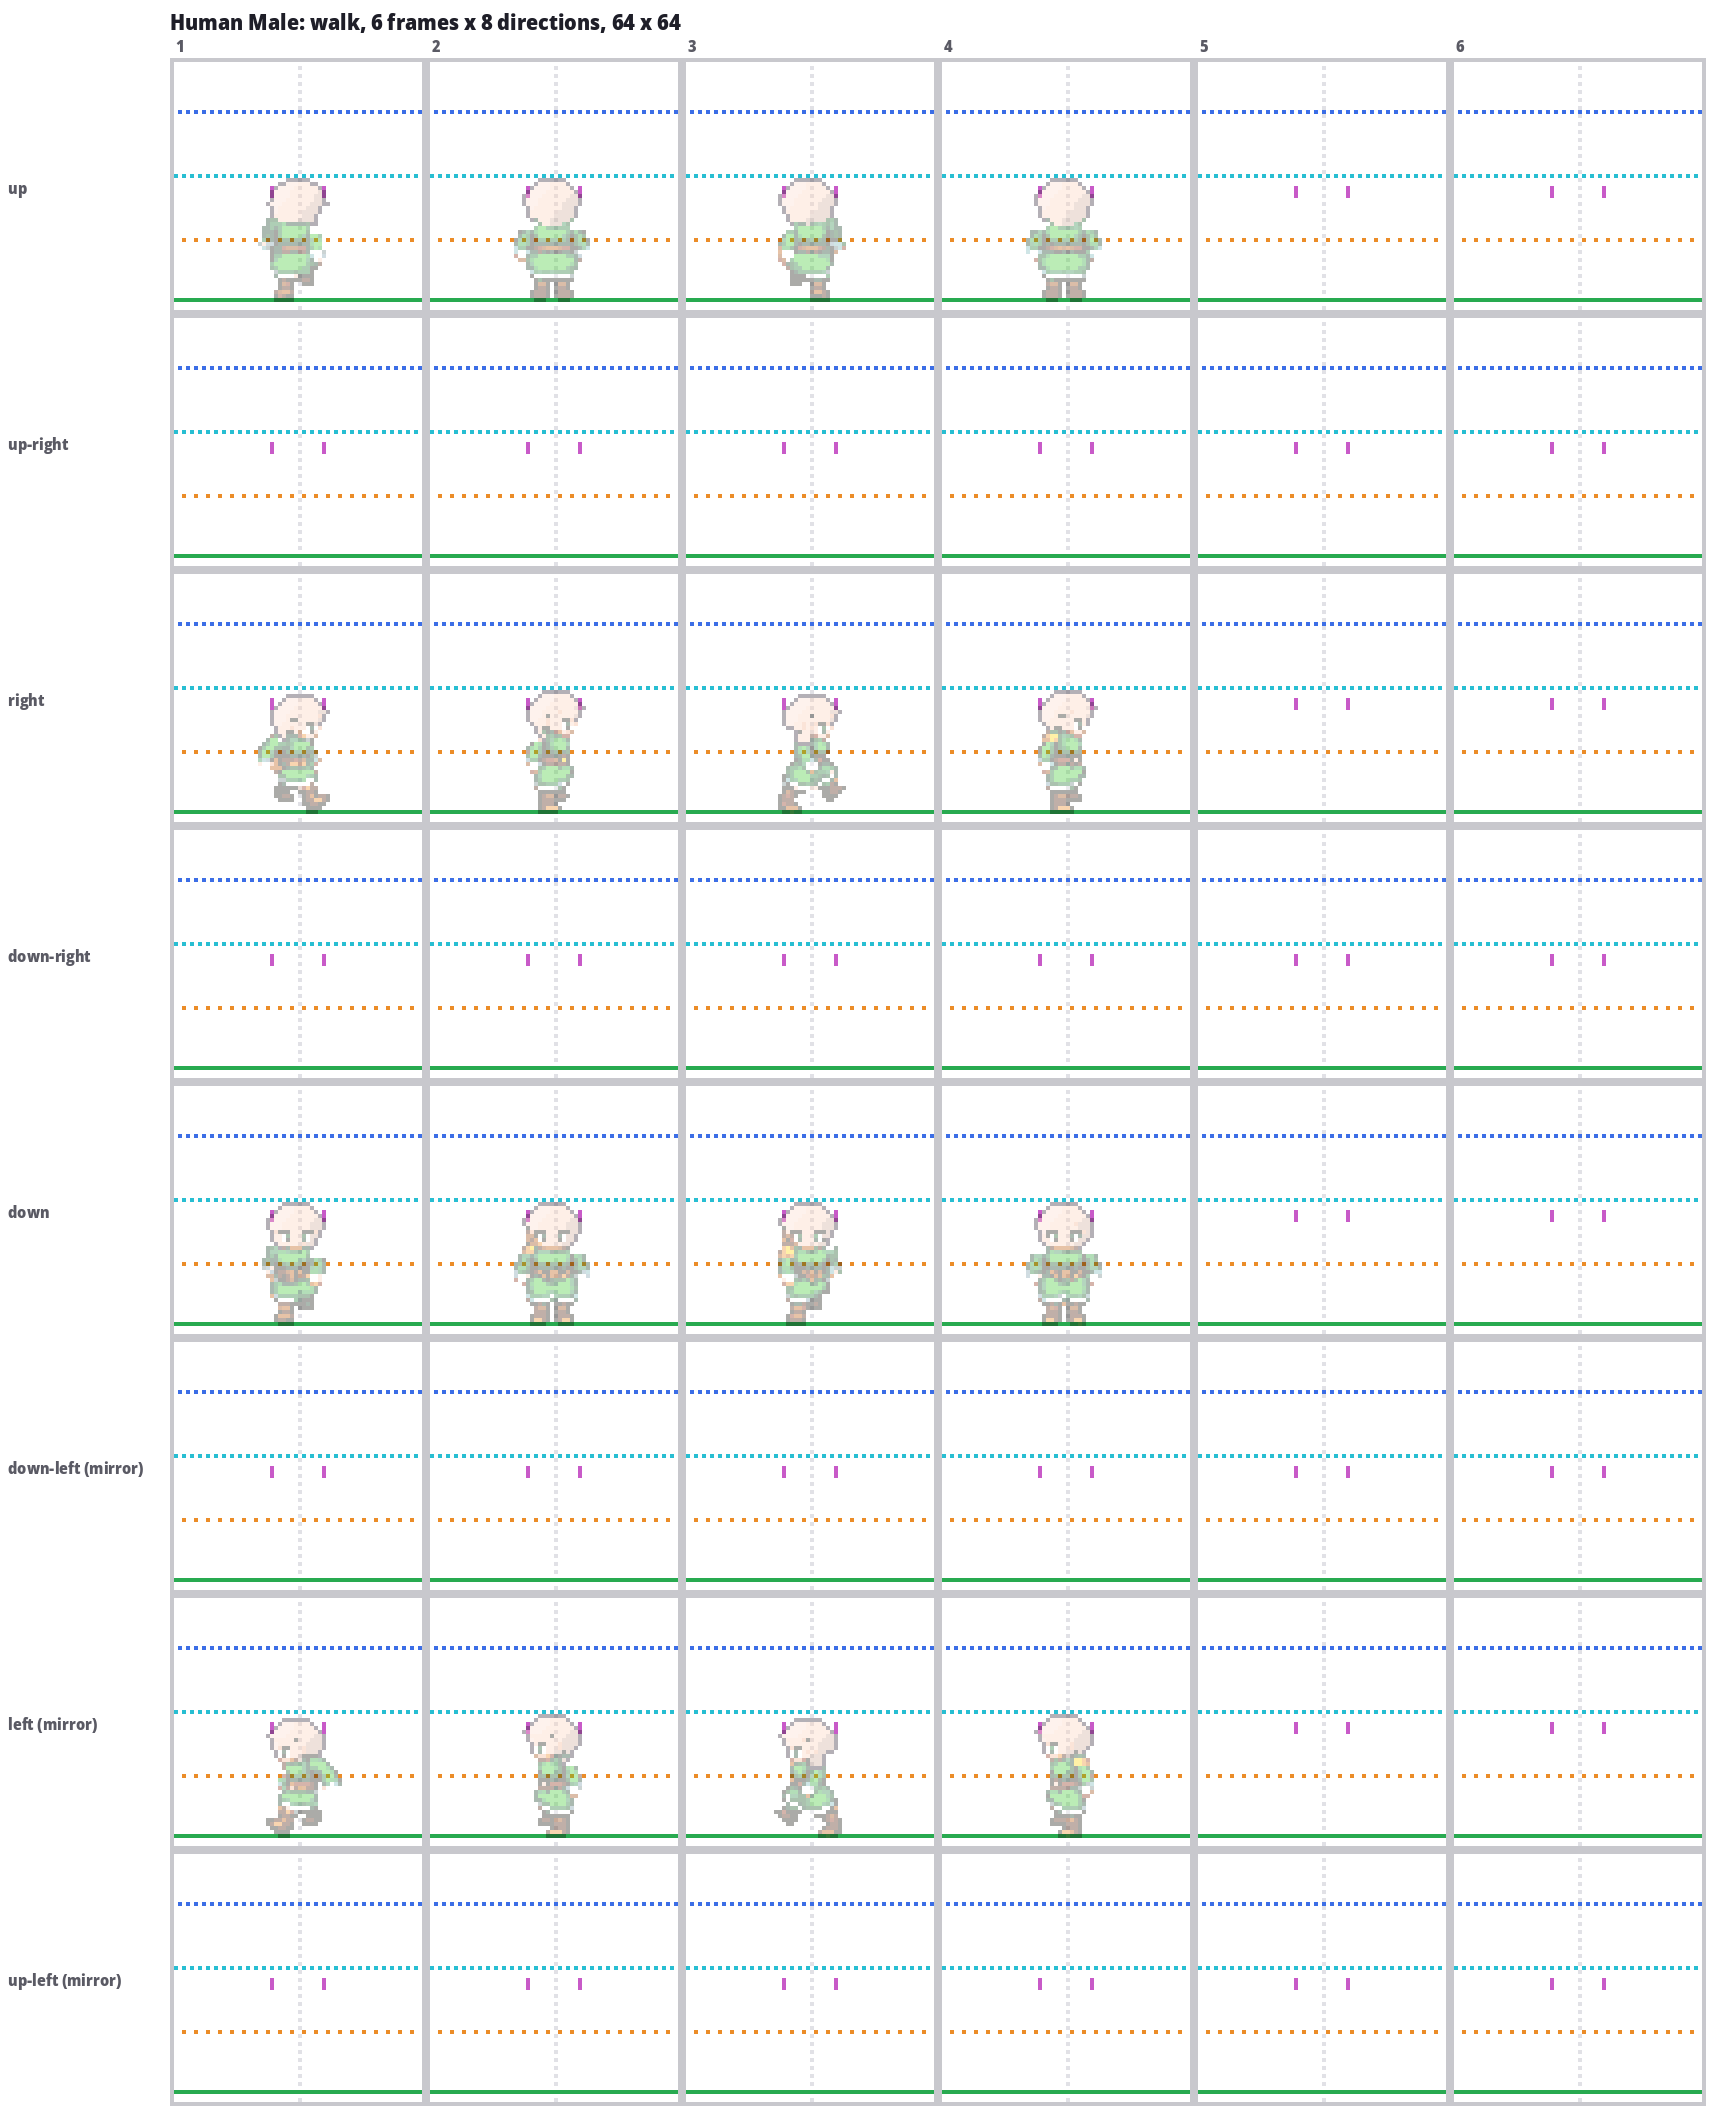 Human Male: walk, 6 frames x 8 directions, 64 x 64
1 2 3 4 5 6
up
up-right
right
down-right
down
down-left (mirror)
left (mirror)
up-left (mirror)